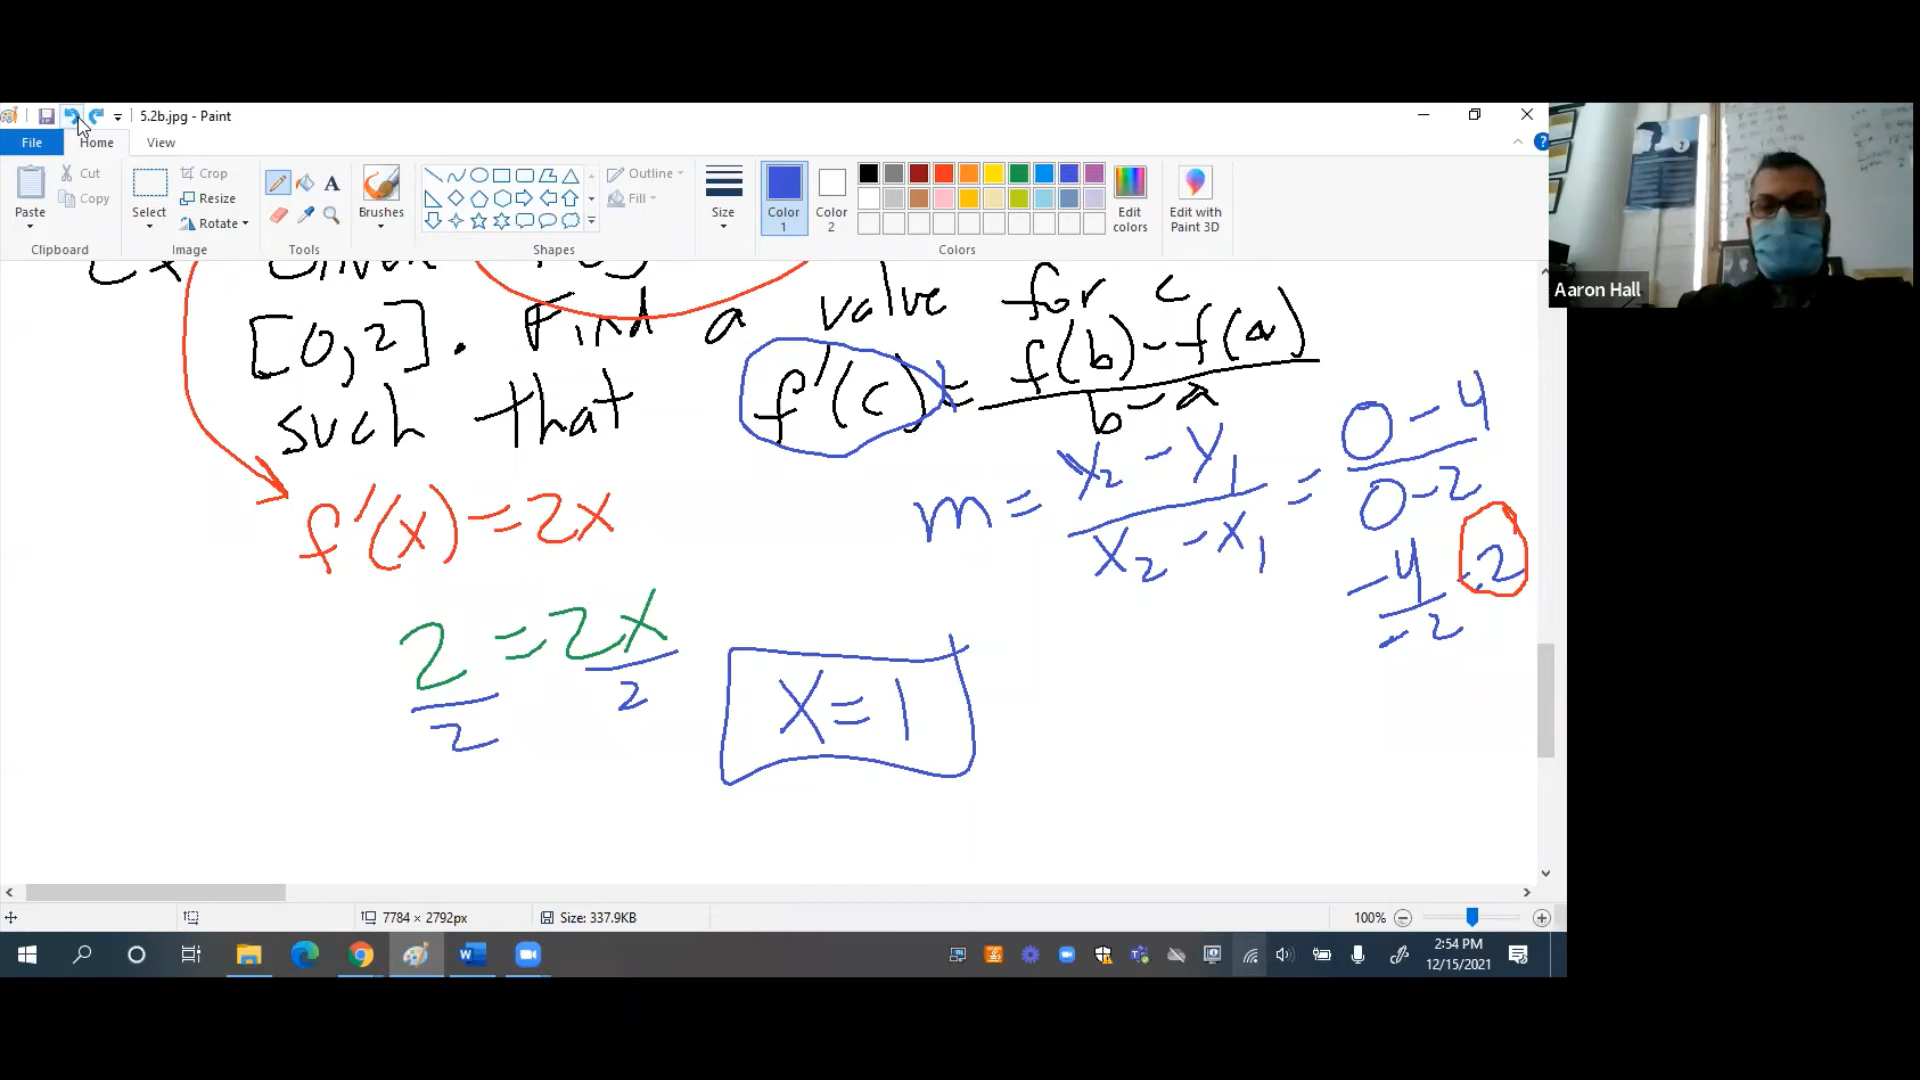 5.2b.jpg - Paint
File Home View
Paste Cut Copy Clipboard
Select Crop Resize Rotate Image
Tools
Brushes
Outline Fill Shapes
Size
Color 1 Color 2 Edit colors Colors
Edit with Paint 3D
Aaron Hall
Given
[0,2]. Find a value for c
such that f'(c) = f(b)-f(a) / b-a
f'(x) = 2x
m = y₂ - y₁ / x₂ - x₁ = 0-4 / 0-2
-4 / -2 = 2
2 = 2x
2 2
x = 1
7784 × 2792px Size: 337.9KB 100%
2:54 PM
12/15/2021